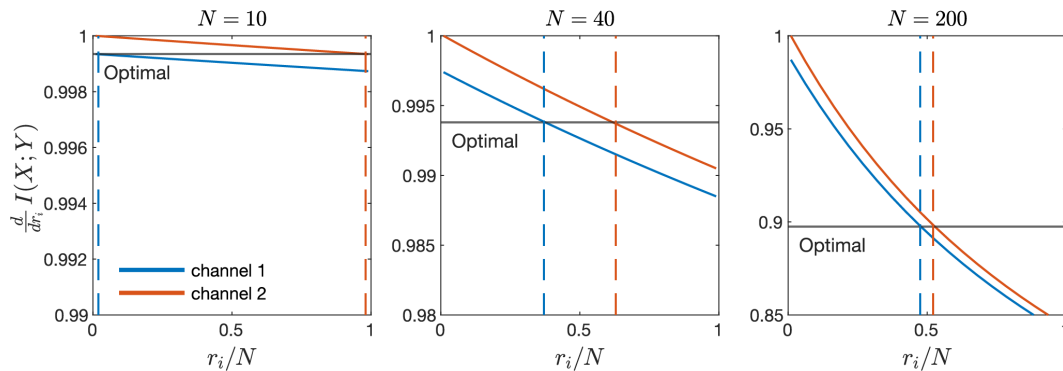 N = 10
N = 40
N = 200
d/dr_i I(X; Y)
1
0.998
0.996
0.994
0.992
0.99
Optimal
channel 1
channel 2
0 0.5 1
r_i/N
1
0.995
0.99
0.985
0.98
Optimal
0 0.5 1
r_i/N
1
0.95
0.9
0.85
Optimal
0 0.5 1
r_i/N